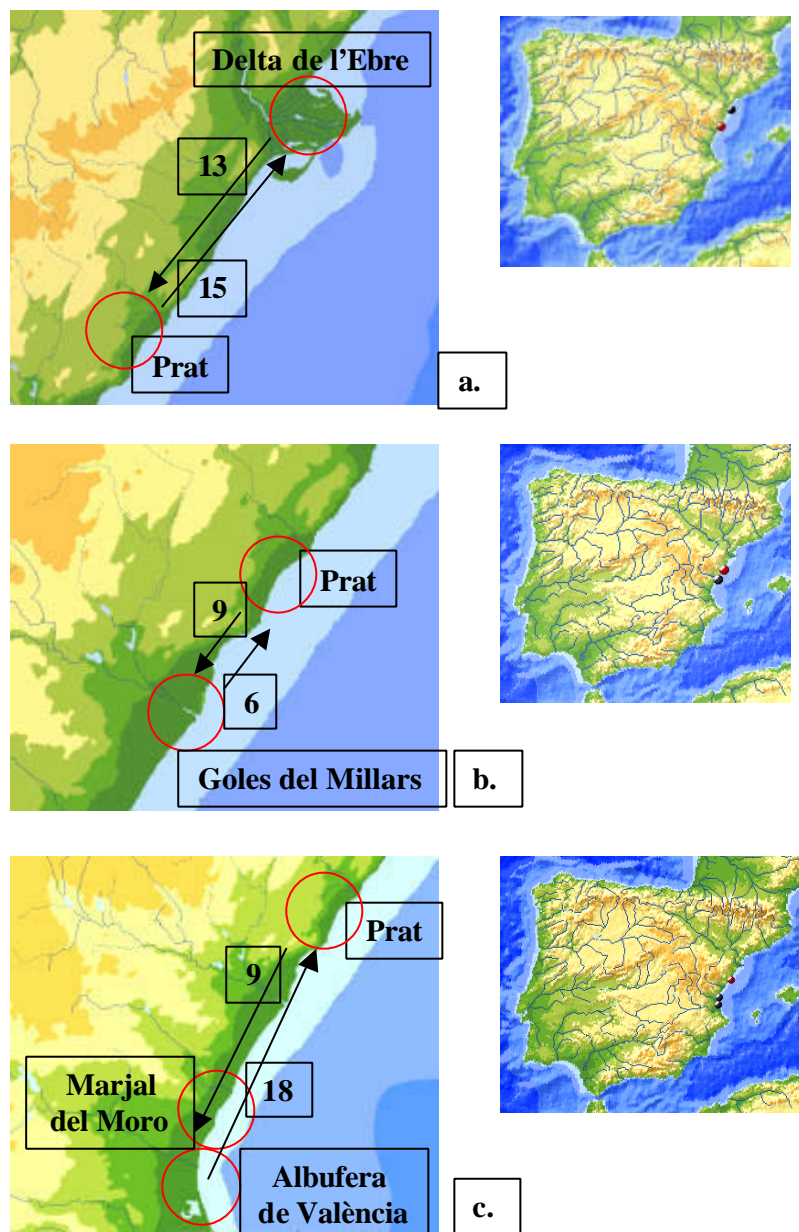 Delta de l’Ebre
13
15
Prat
a.
Prat
9
6
Goles del Millars
b.
Prat
9
18
Marjal
del Moro
Albufera
de València
c.